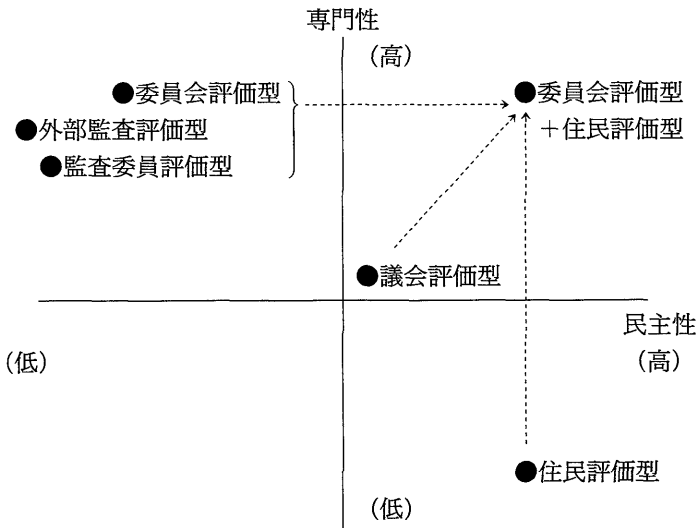 専門性
（高）
●委員会評価型
●外部監査評価型
●監査委員評価型
●委員会評価型
＋住民評価型
●議会評価型
民主性
（高）
（低）
●住民評価型
（低）